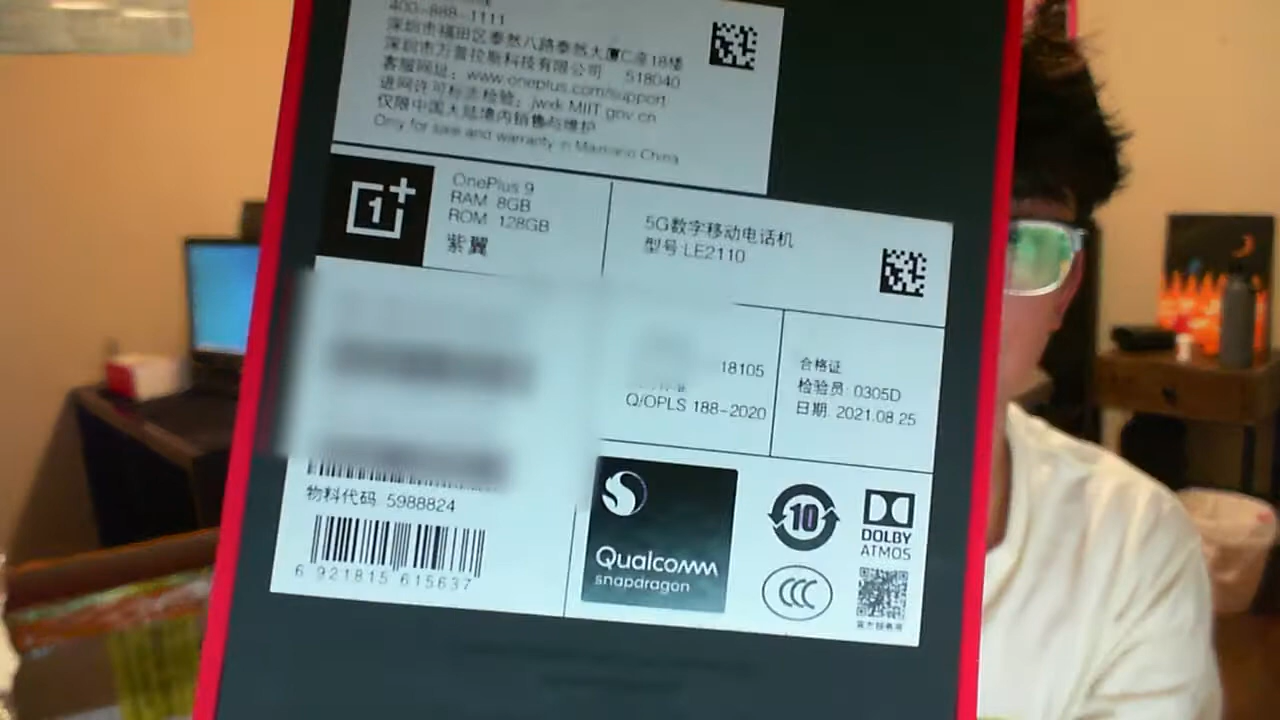 400-888-1111
深圳市福田区泰然八路泰然大厦C座18楼
深圳市万普拉斯科技有限公司 518040
客服网址：www.oneplus.com/support
进网许可标志检验：jwxk.MIIT.gov.cn
仅限中国大陆境内销售与维护
Only for sale and warranty in Mainland China
1+
OnePlus 9
RAM 8GB
ROM 128GB
紫翼
5G数字移动电话机
型号:LE2110
18105
Q/OPLS 188-2020
合格证
检验员: 0305D
日期: 2021.08.25
物料代码: 5988824
6 921815 615637
Qualcomm
snapdragon
10
DOLBY
ATMOS
CCC